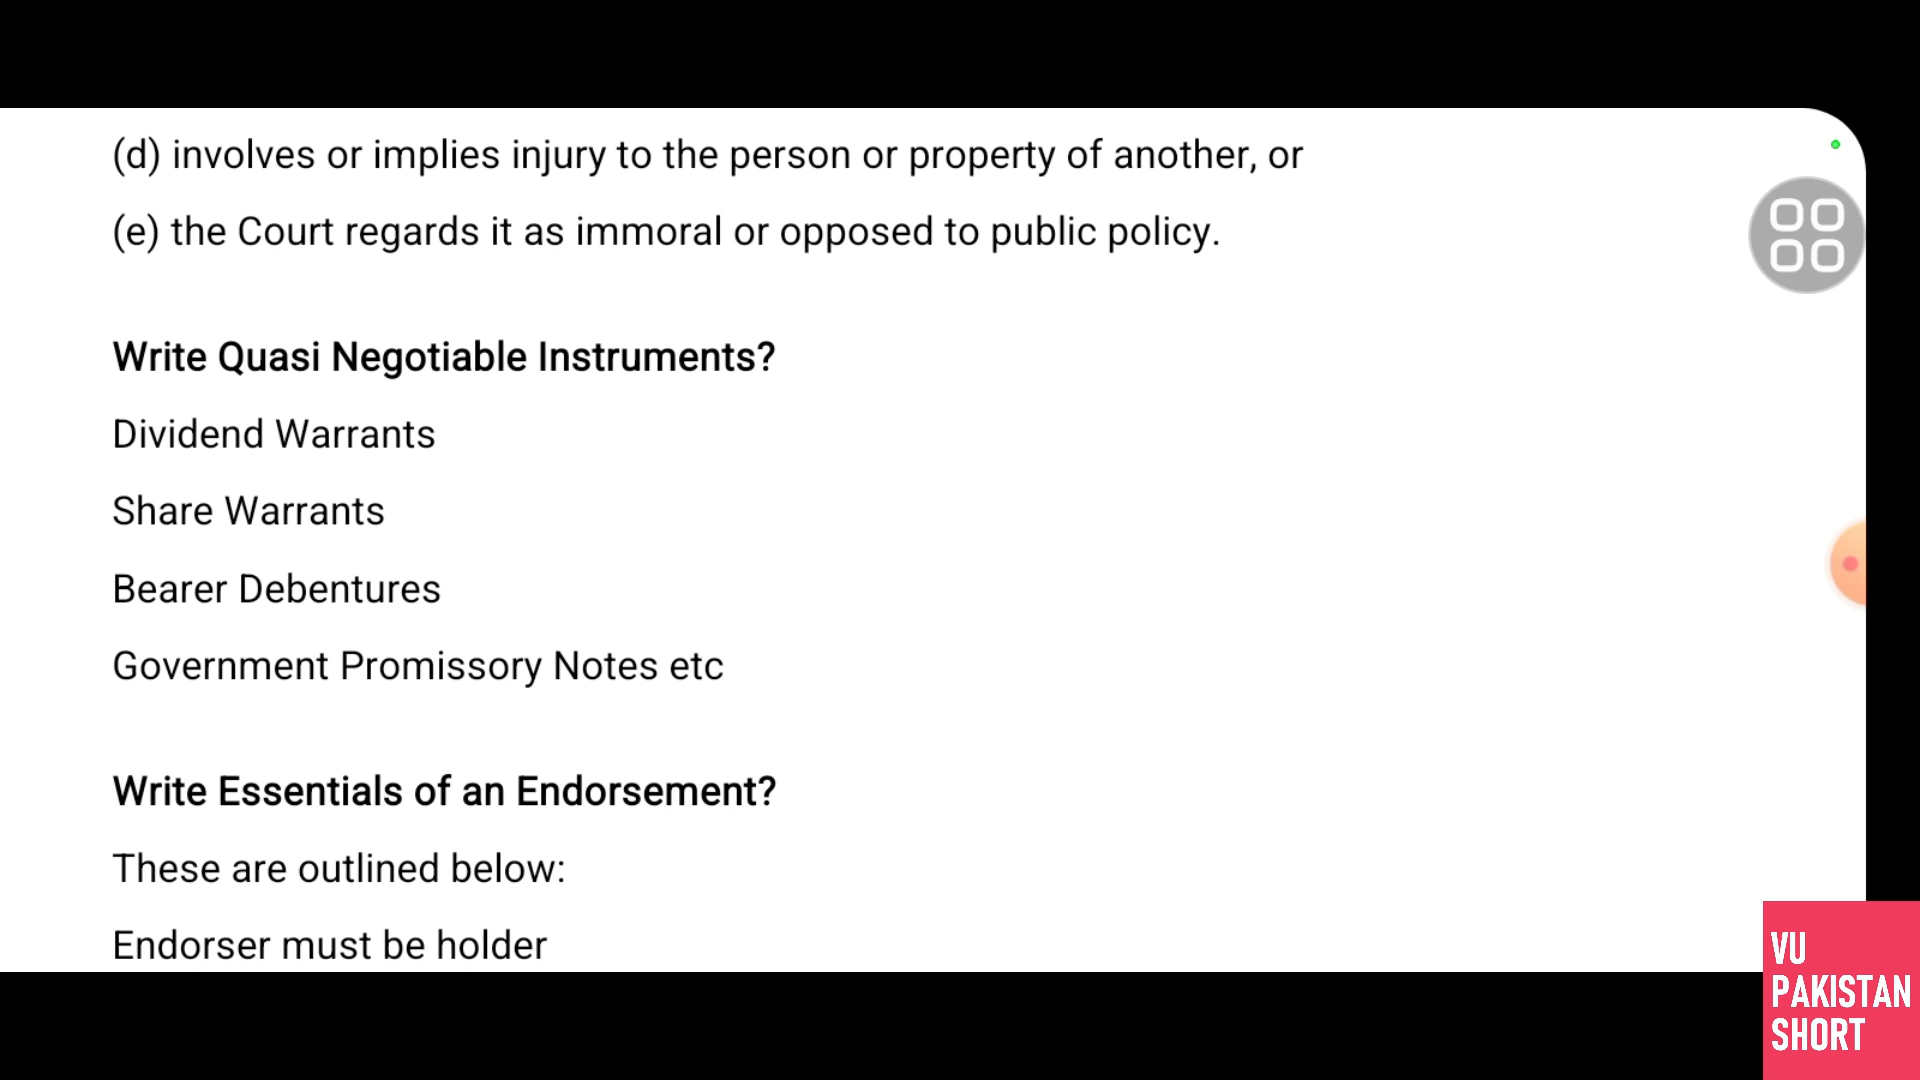 (d) involves or implies injury to the person or property of another, or
(e) the Court regards it as immoral or opposed to public policy.
Write Quasi Negotiable Instruments?
Dividend Warrants
Share Warrants
Bearer Debentures
Government Promissory Notes etc
Write Essentials of an Endorsement?
These are outlined below:
Endorser must be holder
VU
PAKISTAN
SHORT